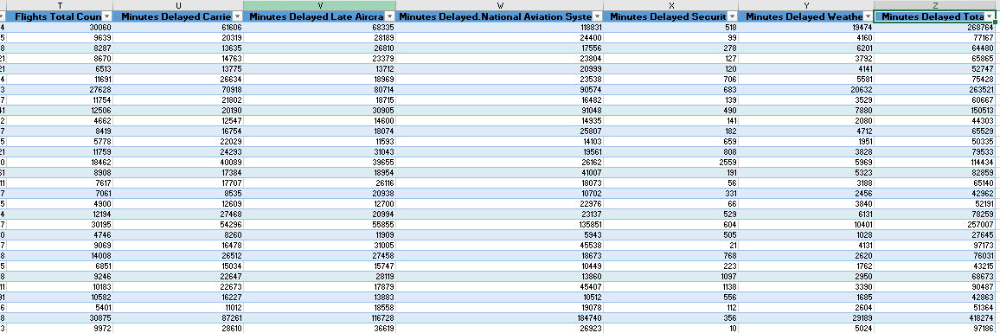 T U V W X Y Z
Flights Total Coun Minutes Delayed Carrie Minutes Delayed Late Aircra Minutes Delayed.National Aviation Syste Minutes Delayed Securit Minutes Delayed Weathe Minutes Delayed Tota
4 30060 61606 68335 118831 518 19474 268764
5 9639 20319 28189 24400 99 4160 77167
8 8287 13635 26810 17556 278 6201 64480
21 8670 14763 23379 23804 127 3792 65865
21 6513 13775 13712 20999 120 4141 52747
4 11691 26634 18969 23538 706 5581 75428
3 27628 70918 80714 90574 683 20632 263521
7 11754 21802 18715 16482 139 3529 60667
41 12506 20190 30905 91048 490 7880 150513
2 4662 12547 14600 14935 141 2080 44303
7 8419 16754 18074 25807 182 4712 65529
5 5778 22029 11593 14103 659 1951 50335
21 11759 24293 31043 19561 808 3828 79533
0 18462 40089 39655 26162 2559 5969 114434
61 8908 17384 18954 41007 191 5323 82859
11 7617 17707 26116 18073 56 3188 65140
7 7061 8535 20938 10702 331 2456 42962
5 4900 12609 12700 22976 66 3840 52191
4 12194 27468 20994 23137 529 6131 78259
7 30195 54296 55855 135851 604 10401 257007
0 4746 8260 11909 5943 505 1028 27645
7 9069 16478 31005 45538 21 4131 97173
8 14008 26512 27458 18673 768 2620 76031
5 6851 15034 15747 10449 223 1762 43215
8 9246 22647 28119 13860 1097 2950 68673
11 10183 22673 17879 45407 1138 3390 90487
91 10582 16227 13883 10512 556 1685 42863
6 5401 11012 18558 19078 112 2604 51364
8 30875 87261 116728 184740 356 29189 418274
3 9972 28610 36619 26923 10 5024 97186